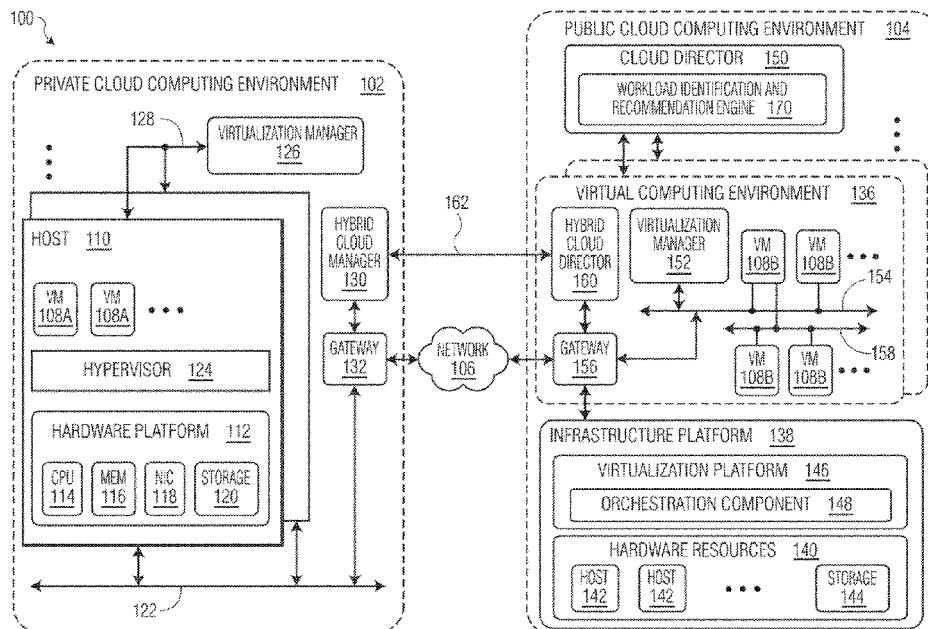 100
PRIVATE CLOUD COMPUTING ENVIRONMENT 102
128
VIRTUALIZATION MANAGER 126
HOST 110
VM 108A
VM 108A
HYPERVISOR 124
HARDWARE PLATFORM 112
CPU 114
MEM 116
NIC 118
STORAGE 120
122
HYBRID CLOUD MANAGER 130
GATEWAY 132
162
NETWORK 106
PUBLIC CLOUD COMPUTING ENVIRONMENT 104
CLOUD DIRECTOR 150
WORKLOAD IDENTIFICATION AND
RECOMMENDATION ENGINE 170
VIRTUAL COMPUTING ENVIRONMENT 136
HYBRID CLOUD DIRECTOR 160
VIRTUALIZATION MANAGER 152
VM 108B
VM 108B
154
158
VM 108B
VM 108B
GATEWAY 156
INFRASTRUCTURE PLATFORM 138
VIRTUALIZATION PLATFORM 146
ORCHESTRATION COMPONENT 148
HARDWARE RESOURCES 140
HOST 142
HOST 142
STORAGE 144